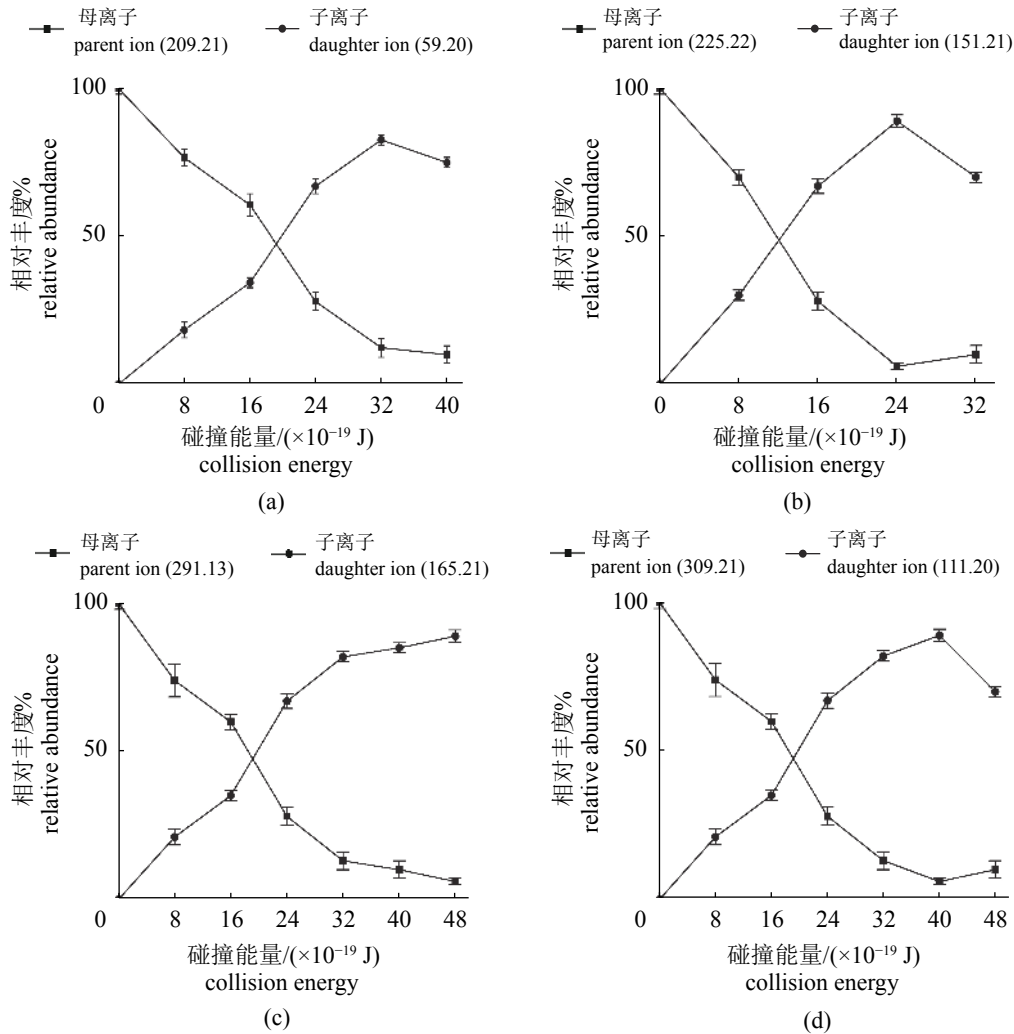 母离子
parent ion (209.21)
子离子
daughter ion (59.20)
100
50
0
8
16
24
32
40
相对丰度%
relative abundance
碰撞能量/(×10⁻¹⁹ J)
collision energy
(a)
母离子
parent ion (225.22)
子离子
daughter ion (151.21)
100
50
0
8
16
24
32
相对丰度%
relative abundance
碰撞能量/(×10⁻¹⁹ J)
collision energy
(b)
母离子
parent ion (291.13)
子离子
daughter ion (165.21)
100
50
0
8
16
24
32
40
48
相对丰度%
relative abundance
碰撞能量/(×10⁻¹⁹ J)
collision energy
(c)
母离子
parent ion (309.21)
子离子
daughter ion (111.20)
100
50
0
8
16
24
32
40
48
相对丰度%
relative abundance
碰撞能量/(×10⁻¹⁹ J)
collision energy
(d)